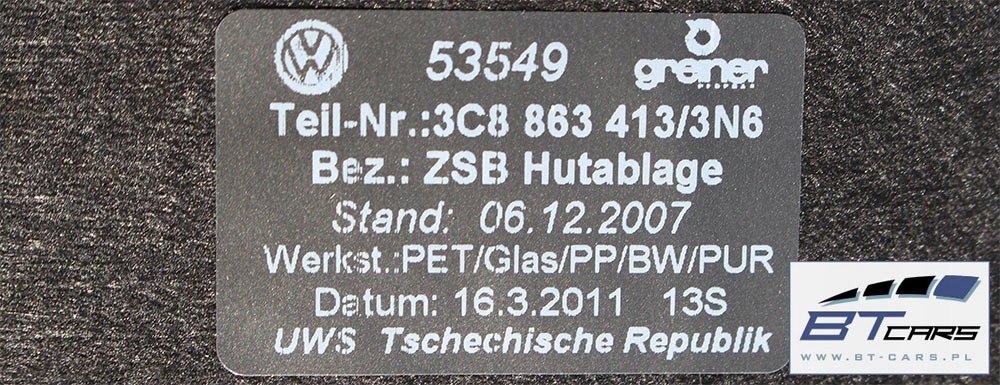 53549 greiner
Teil-Nr.:3C8 863 413/3N6
Bez.: ZSB Hutablage
Stand: 06.12.2007
Werkst.:PET/Glas/PP/BW/PUR
Datum: 16.3.2011 13S
UWS Tschechische Republik
BT CARS
WWW.BT-CARS.PL